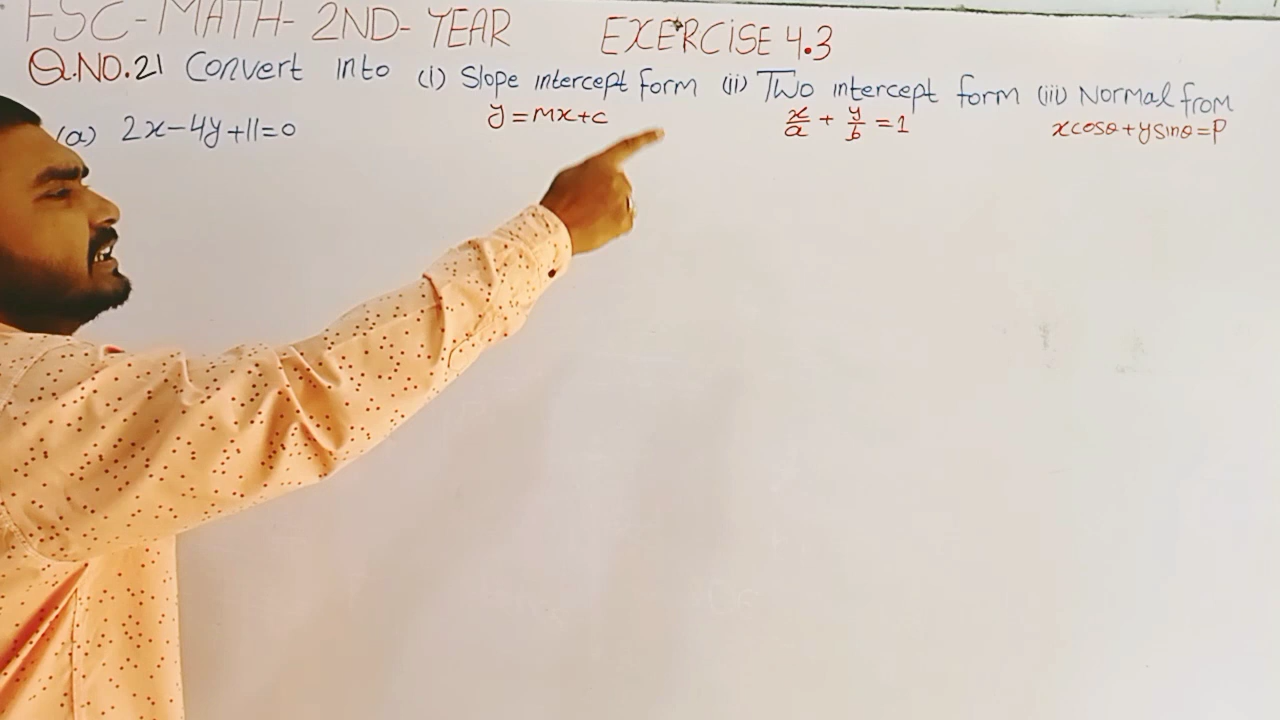 FSC-MATH-2ND-YEAR EXERCISE 4.3
Q.NO.21 Convert into (i) Slope intercept form (ii) Two intercept form (iii) Normal from
(a) 2x-4y+11=0 y=mx+c x/a + y/b =1 xcosθ+ysinθ=P